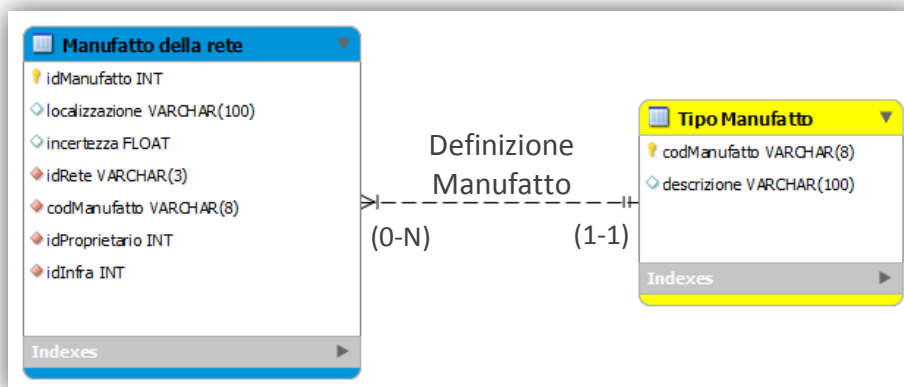 Manufatto della rete
idManufatto INT
localizzazione VARCHAR(100)
incertezza FLOAT
idRete VARCHAR(3)
codManufatto VARCHAR(8)
idProprietario INT
idInfra INT
Indexes
Definizione
Manufatto
(0-N)
(1-1)
Tipo Manufatto
codManufatto VARCHAR(8)
descrizione VARCHAR(100)
Indexes